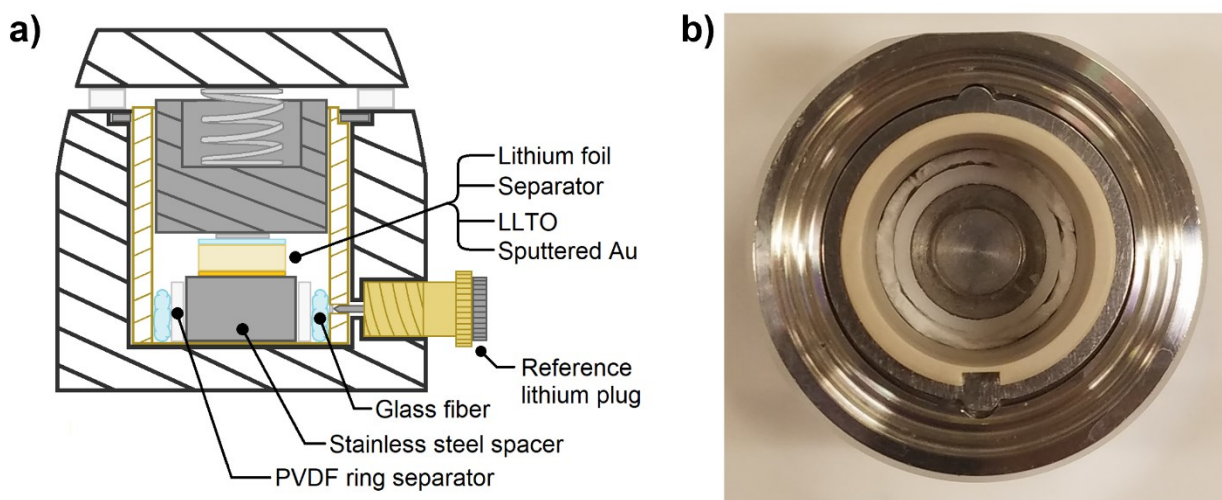 a)
b)
Lithium foil
Separator
LLTO
Sputtered Au
Reference
lithium plug
Glass fiber
Stainless steel spacer
PVDF ring separator